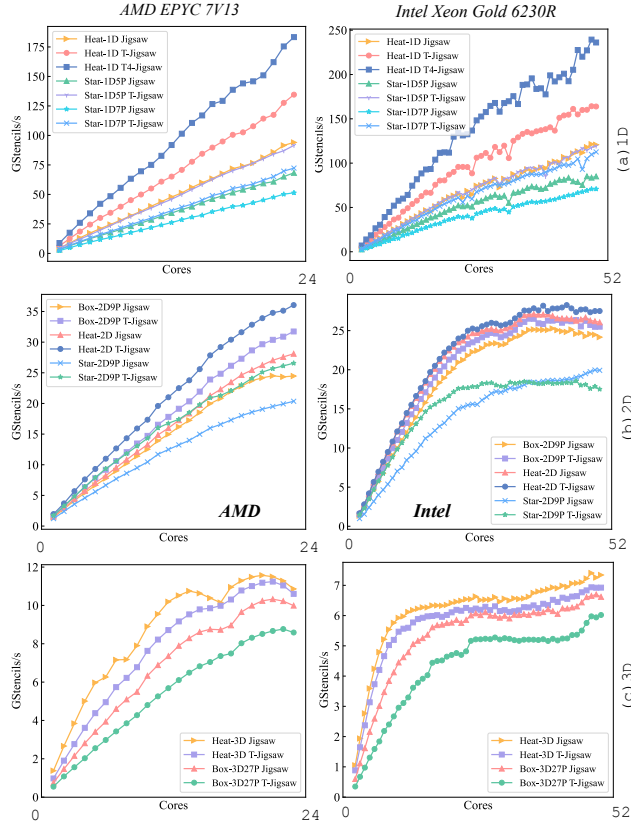 AMD EPYC 7V13
Intel Xeon Gold 6230R
GStencils/s
175
150
125
100
75
50
25
0
Heat-1D Jigsaw
Heat-1D T-Jigsaw
Heat-1D T4-Jigsaw
Star-1D5P Jigsaw
Star-1D5P T-Jigsaw
Star-1D7P Jigsaw
Star-1D7P T-Jigsaw
Cores
24
GStencils/s
250
200
150
100
50
0
Heat-1D Jigsaw
Heat-1D T-Jigsaw
Heat-1D T4-Jigsaw
Star-1D5P Jigsaw
Star-1D5P T-Jigsaw
Star-1D7P Jigsaw
Star-1D7P T-Jigsaw
Cores
52
(a)1D
GStencils/s
35
30
25
20
15
10
5
0
Box-2D9P Jigsaw
Box-2D9P T-Jigsaw
Heat-2D Jigsaw
Heat-2D T-Jigsaw
Star-2D9P Jigsaw
Star-2D9P T-Jigsaw
AMD
0
Cores
24
GStencils/s
25
20
15
10
5
0
Box-2D9P Jigsaw
Box-2D9P T-Jigsaw
Heat-2D Jigsaw
Heat-2D T-Jigsaw
Star-2D9P Jigsaw
Star-2D9P T-Jigsaw
Intel
0
Cores
52
(b)2D
GStencils/s
12
10
8
6
4
2
0
Heat-3D Jigsaw
Heat-3D T-Jigsaw
Box-3D27P Jigsaw
Box-3D27P T-Jigsaw
0
Cores
24
GStencils/s
7
6
5
4
3
2
1
0
Heat-3D Jigsaw
Heat-3D T-Jigsaw
Box-3D27P Jigsaw
Box-3D27P T-Jigsaw
0
Cores
52
(c)3D